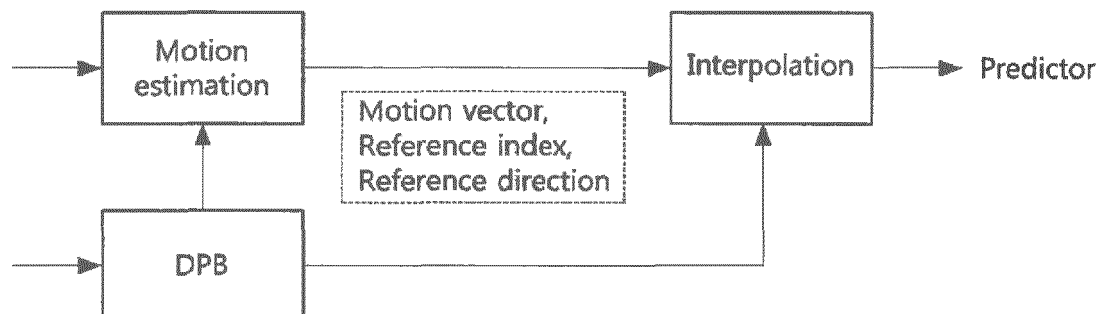 Motion
estimation
Interpolation
Predictor
Motion vector,
Reference index,
Reference direction
DPB